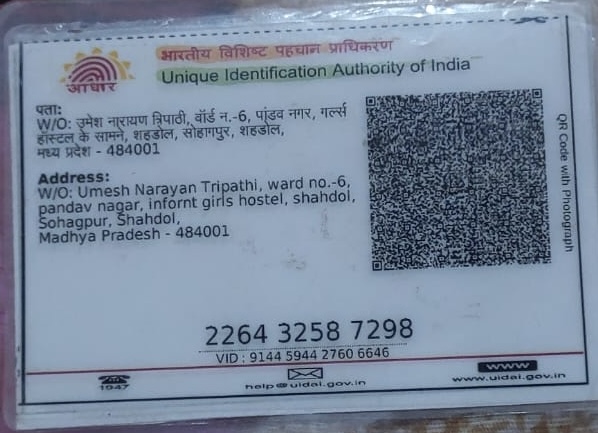 भारतीय विशिष्ट पहचान प्राधिकरण
Unique Identification Authority of India
आधार
पता:
W/O: उमेश नारायण त्रिपाठी, वॉर्ड न.-6, पांडव नगर, गर्ल्स
हॉस्टल के सामने, शहडोल, सोहागपुर, शहडोल,
मध्य प्रदेश - 484001
Address:
W/O: Umesh Narayan Tripathi, ward no.-6,
pandav nagar, infornt girls hostel, shahdol,
Sohagpur, Shahdol,
Madhya Pradesh - 484001
QR Code with Photograph
2264 3258 7298
VID : 9144 5944 2760 6646
1947
help@uidai.gov.in
www
www.uidai.gov.in